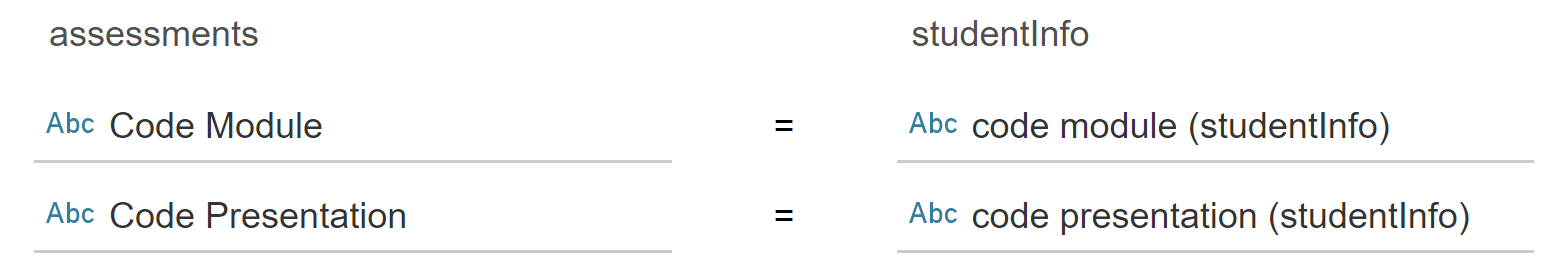 assessments studentInfo
Abc Code Module = Abc code module (studentInfo)
Abc Code Presentation = Abc code presentation (studentInfo)